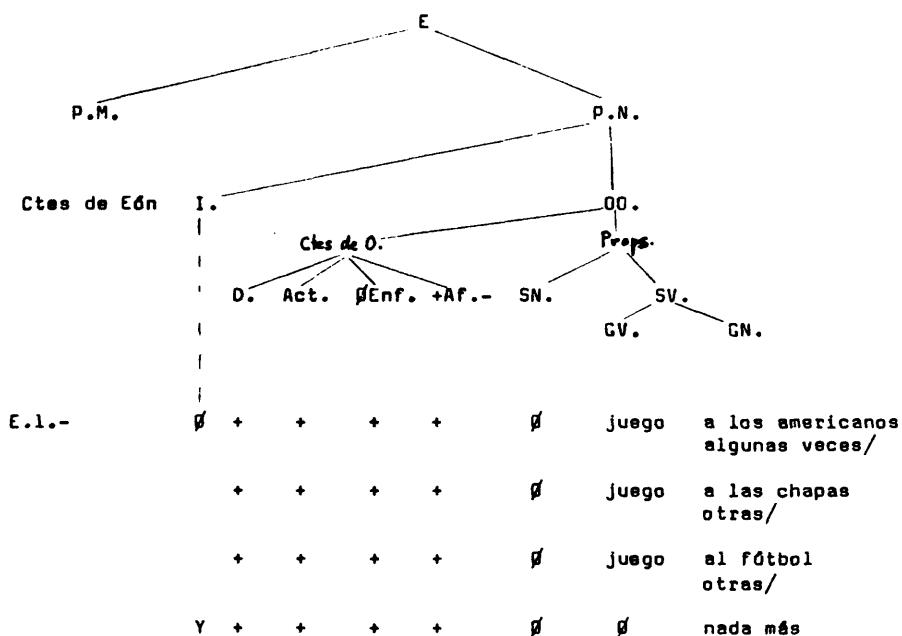 E
P.M. P.N.
Ctes de Eón I. OO.
Ctes de O. Props.
D. Act. ØEnf. +Af.- SN. SV.
GV. GN.
E.1.- Ø + + + + Ø juego a los americanos
algunas veces/
+ + + + Ø juego a las chapas
otras/
+ + + + Ø juego al fútbol
otras/
Y + + + + Ø Ø nada más